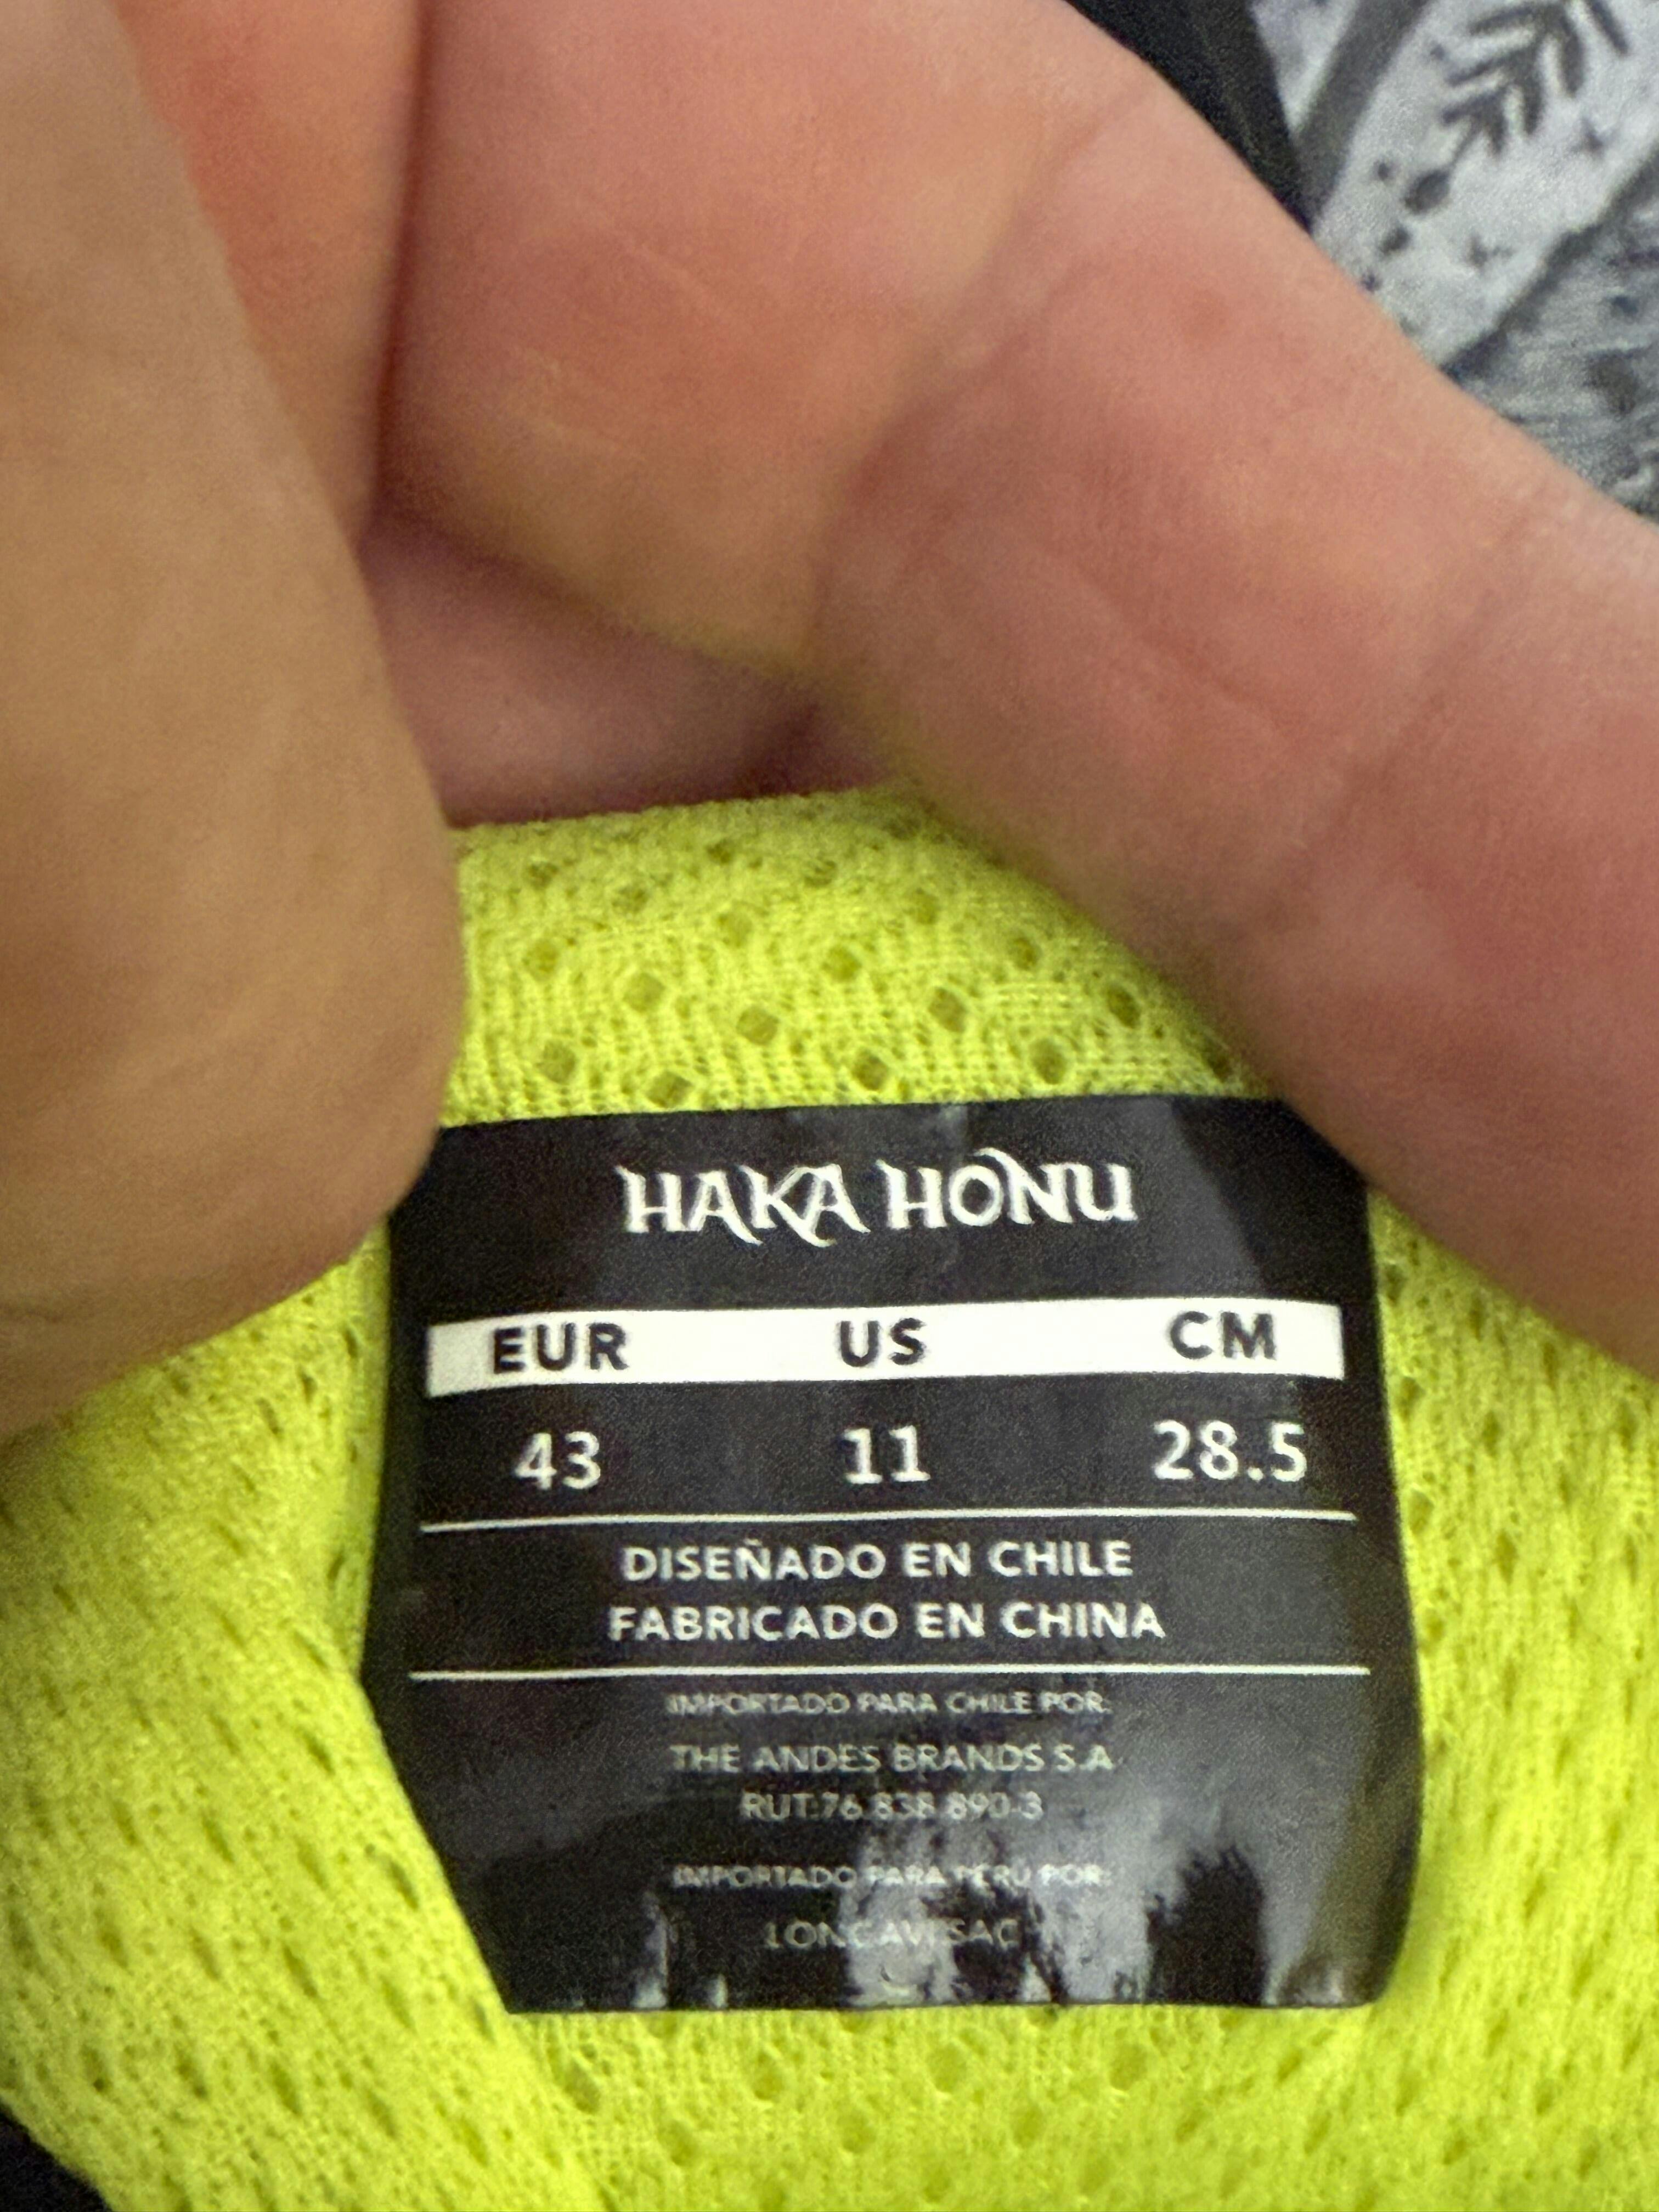 HAKA HONU
EUR US CM
43 11 28.5
DISEÑADO EN CHILE
FABRICADO EN CHINA
IMPORTADO PARA CHILE POR:
THE ANDES BRANDS S.A
RUT:76.838.890-3
IMPORTADO PARA PERU POR: